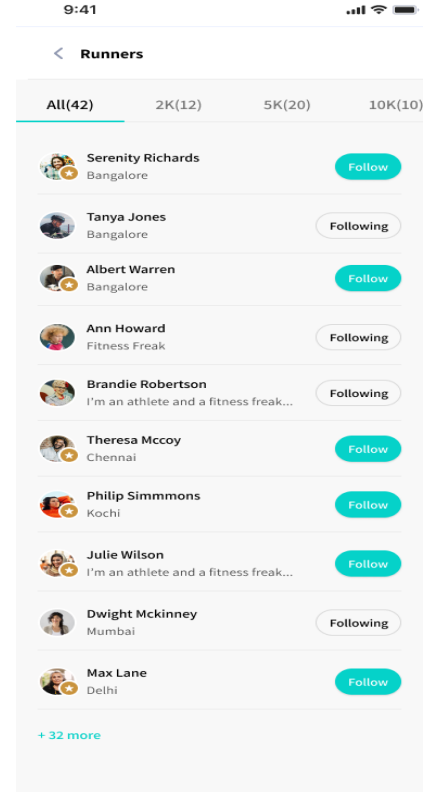 9:41
Runners
All(42) 2K(12) 5K(20) 10K(10)
Serenity Richards
Bangalore
Follow
Tanya Jones
Bangalore
Following
Albert Warren
Bangalore
Follow
Ann Howard
Fitness Freak
Following
Brandie Robertson
I'm an athlete and a fitness freak...
Following
Theresa Mccoy
Chennai
Follow
Philip Simmmons
Kochi
Follow
Julie Wilson
I'm an athlete and a fitness freak...
Follow
Dwight Mckinney
Mumbai
Following
Max Lane
Delhi
Follow
+ 32 more